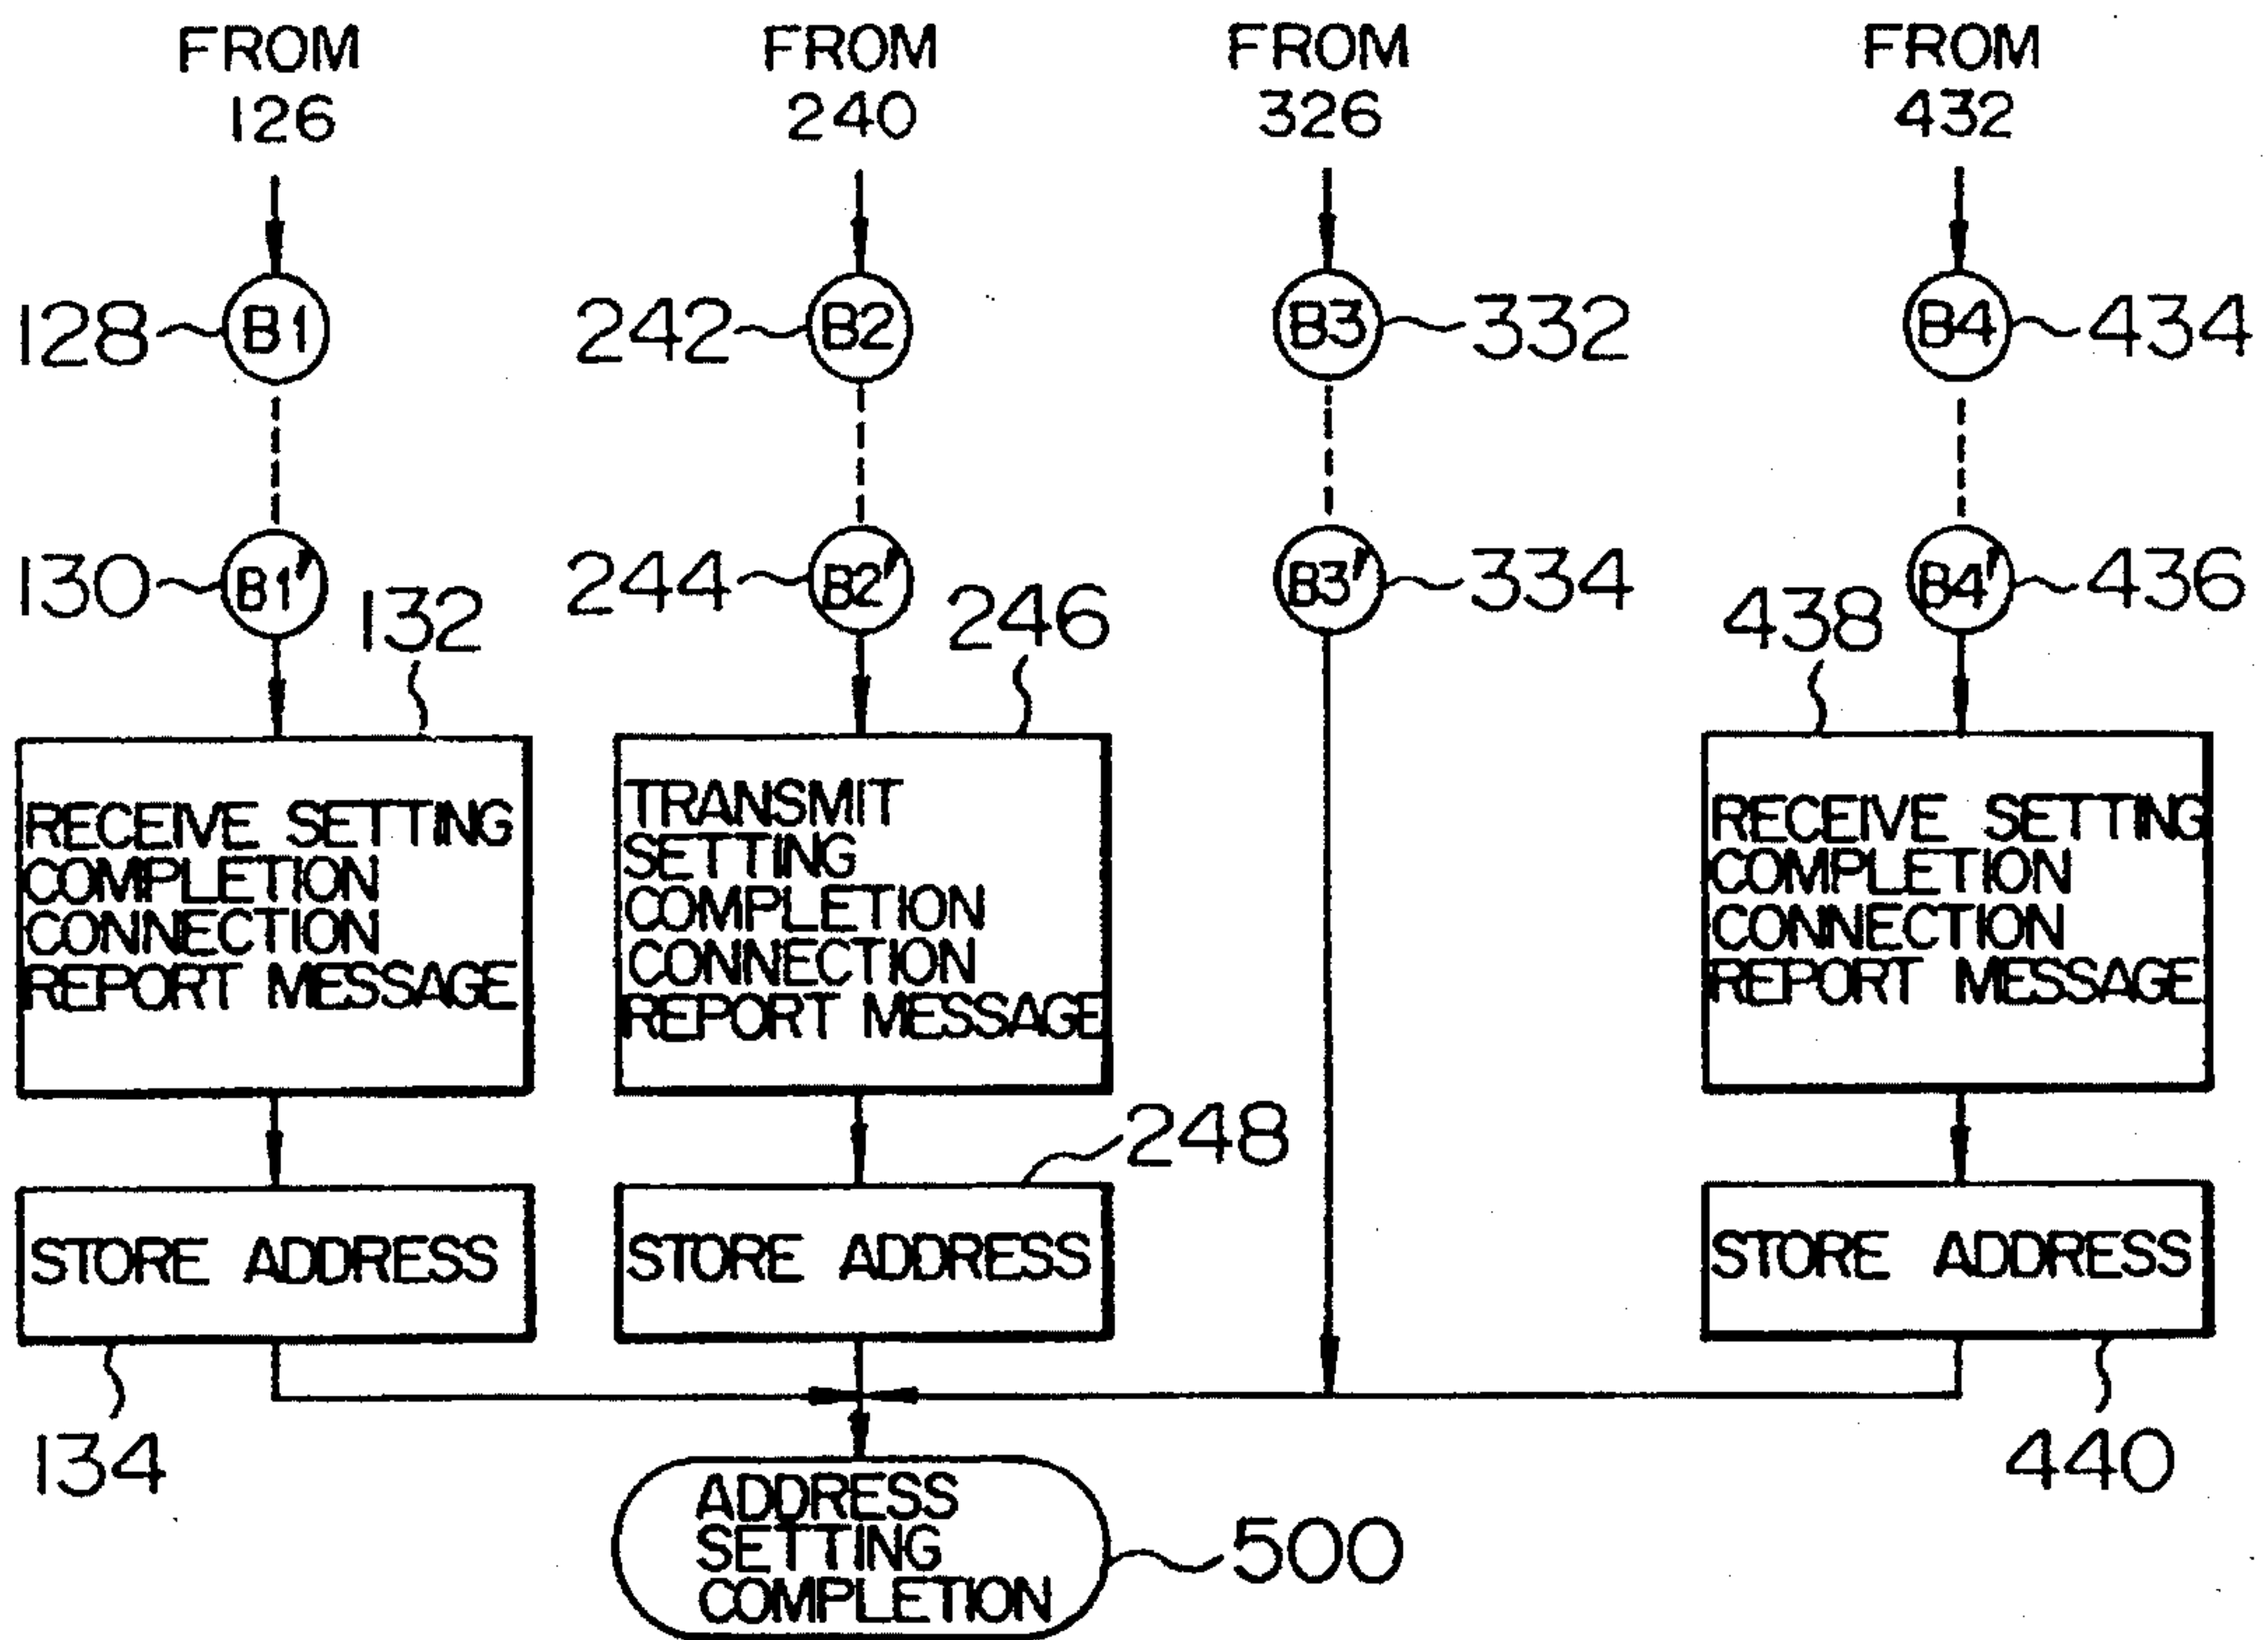 FROM
126
FROM
240
FROM
326
FROM
432
128
B1
242
B2
B3
332
B4
434
130
B1'
132
244
B2'
246
B3'
334
438
B4'
436
RECEIVE SETTING
COMPLETION
CONNECTION
REPORT MESSAGE
TRANSMIT
SETTING
COMPLETION
CONNECTION
REPORT MESSAGE
RECEIVE SETTING
COMPLETION
CONNECTION
REPORT MESSAGE
248
STORE ADDRESS
STORE ADDRESS
STORE ADDRESS
134
440
ADDRESS
SETTING
COMPLETION
500